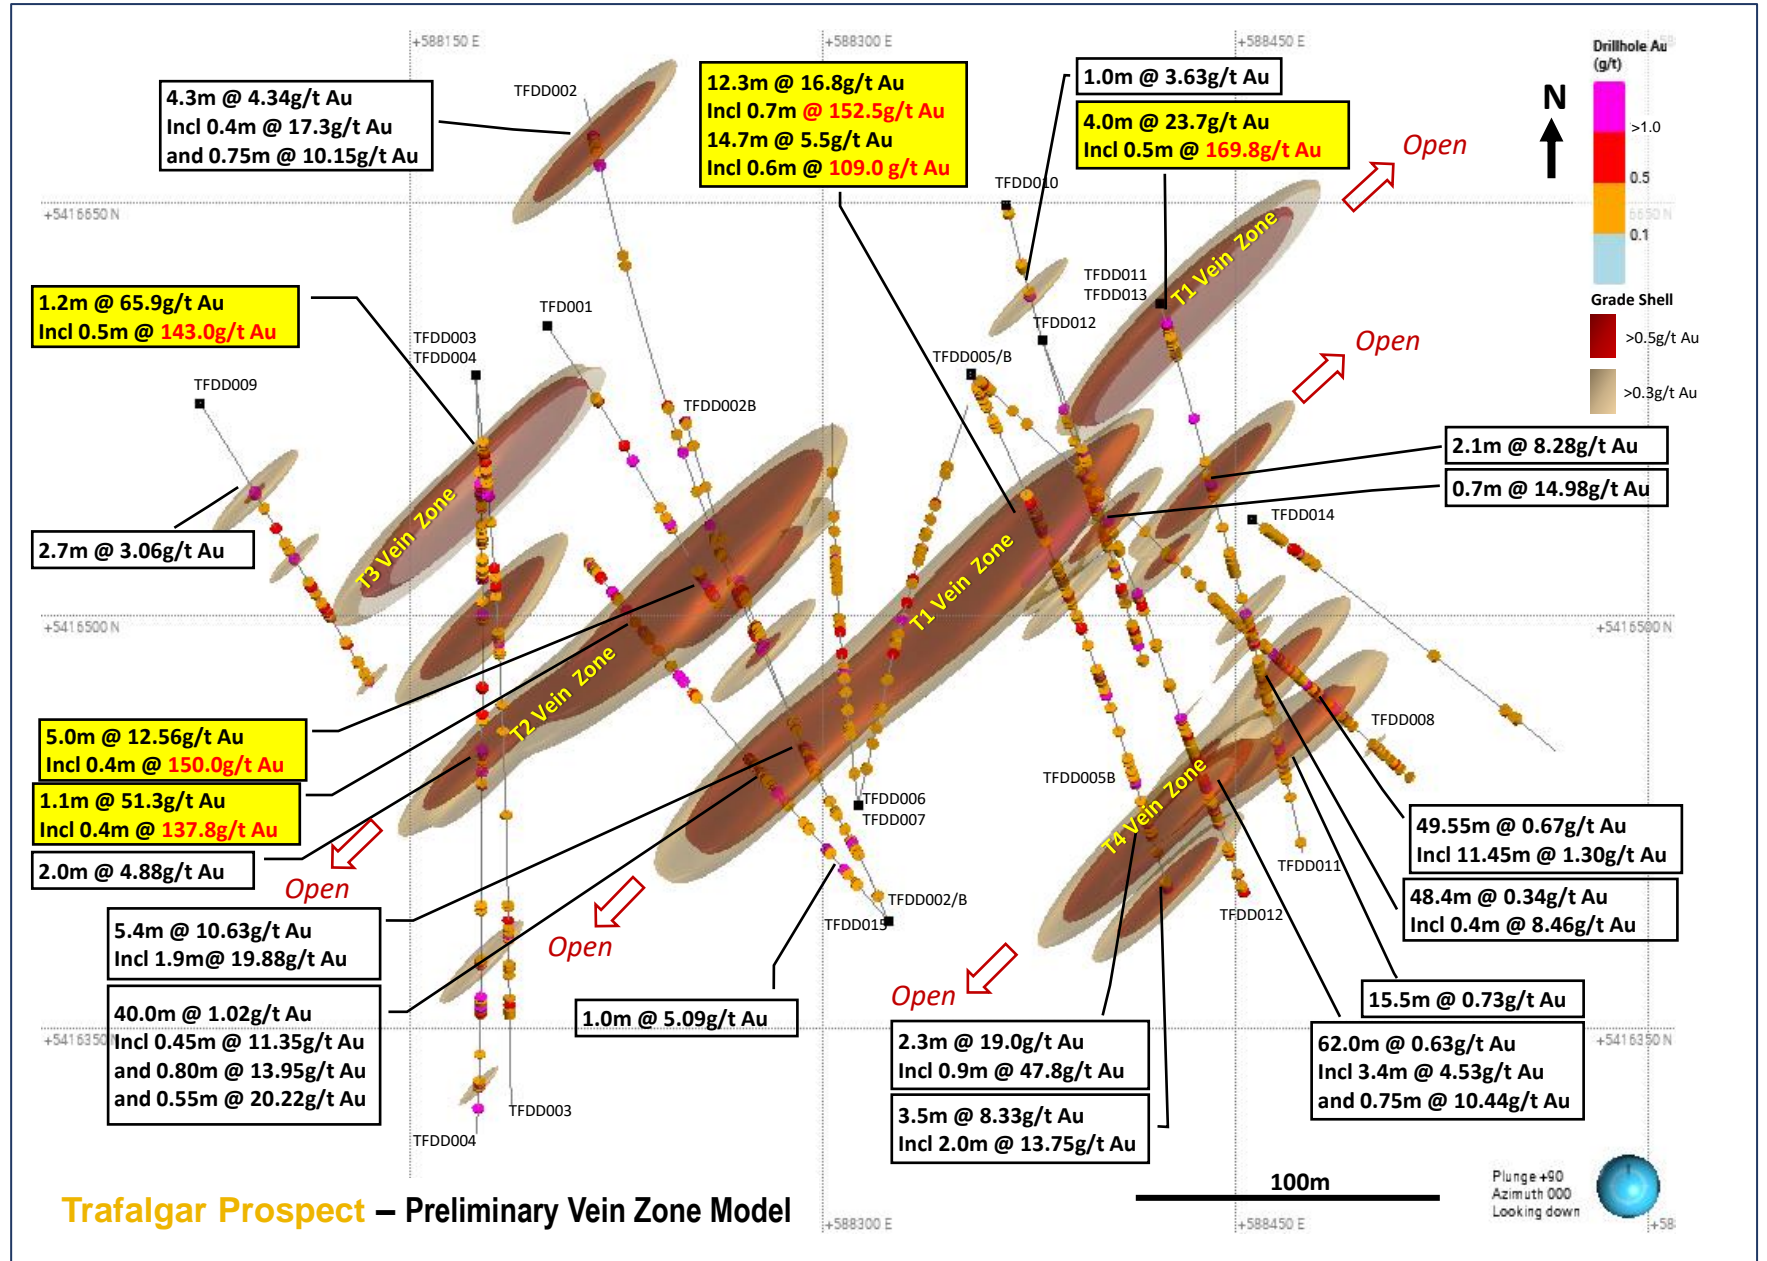 +588150 E
+588300 E
+588450 E
Drillhole Au
(g/t)
>1.0
0.5
0.1
Grade Shell
>0.5g/t Au
>0.3g/t Au
N
TFDD002
4.3m @ 4.34g/t Au
Incl 0.4m @ 17.3g/t Au
and 0.75m @ 10.15g/t Au
12.3m @ 16.8g/t Au
Incl 0.7m @ 152.5g/t Au
14.7m @ 5.5g/t Au
Incl 0.6m @ 109.0 g/t Au
1.0m @ 3.63g/t Au
4.0m @ 23.7g/t Au
Incl 0.5m @ 169.8g/t Au
Open
TFDD010
+5416650 N
6650 N
T1 Vein Zone
TFDD011
TFDD013
1.2m @ 65.9g/t Au
Incl 0.5m @ 143.0g/t Au
TFD001
TFDD012
TFDD003
TFDD004
TFDD005/B
Open
TFDD009
TFDD002B
2.1m @ 8.28g/t Au
0.7m @ 14.98g/t Au
T3 Vein Zone
TFDD014
2.7m @ 3.06g/t Au
T1 Vein Zone
+5416500 N
+5416500 N
T2 Vein Zone
5.0m @ 12.56g/t Au
Incl 0.4m @ 150.0g/t Au
TFDD008
TFDD005B
1.1m @ 51.3g/t Au
Incl 0.4m @ 137.8g/t Au
TFDD006
TFDD007
T4 Vein Zone
49.55m @ 0.67g/t Au
Incl 11.45m @ 1.30g/t Au
2.0m @ 4.88g/t Au
Open
TFDD011
48.4m @ 0.34g/t Au
Incl 0.4m @ 8.46g/t Au
TFDD002/B
TFDD015
TFDD012
5.4m @ 10.63g/t Au
Incl 1.9m@ 19.88g/t Au
Open
Open
15.5m @ 0.73g/t Au
40.0m @ 1.02g/t Au
Incl 0.45m @ 11.35g/t Au
and 0.80m @ 13.95g/t Au
and 0.55m @ 20.22g/t Au
1.0m @ 5.09g/t Au
2.3m @ 19.0g/t Au
Incl 0.9m @ 47.8g/t Au
62.0m @ 0.63g/t Au
Incl 3.4m @ 4.53g/t Au
and 0.75m @ 10.44g/t Au
+5416350 N
+5416350 N
3.5m @ 8.33g/t Au
Incl 2.0m @ 13.75g/t Au
TFDD003
TFDD004
100m
Plunge +90
Azimuth 000
Looking down
Trafalgar Prospect – Preliminary Vein Zone Model
+588300 E
+588450 E
+58